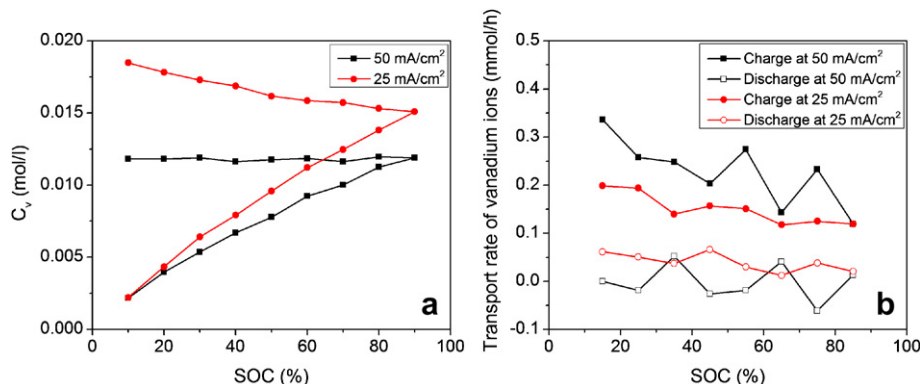 0.020
0.015
0.010
0.005
0.000
C_v (mol/l)
50 mA/cm²
25 mA/cm²
a
0 20 40 60 80 100
SOC (%)
0.5
0.4
0.3
0.2
0.1
0.0
-0.1
Transport rate of vanadium ions (mmol/h)
Charge at 50 mA/cm²
Discharge at 50 mA/cm²
Charge at 25 mA/cm²
Discharge at 25 mA/cm²
b
0 20 40 60 80 100
SOC (%)